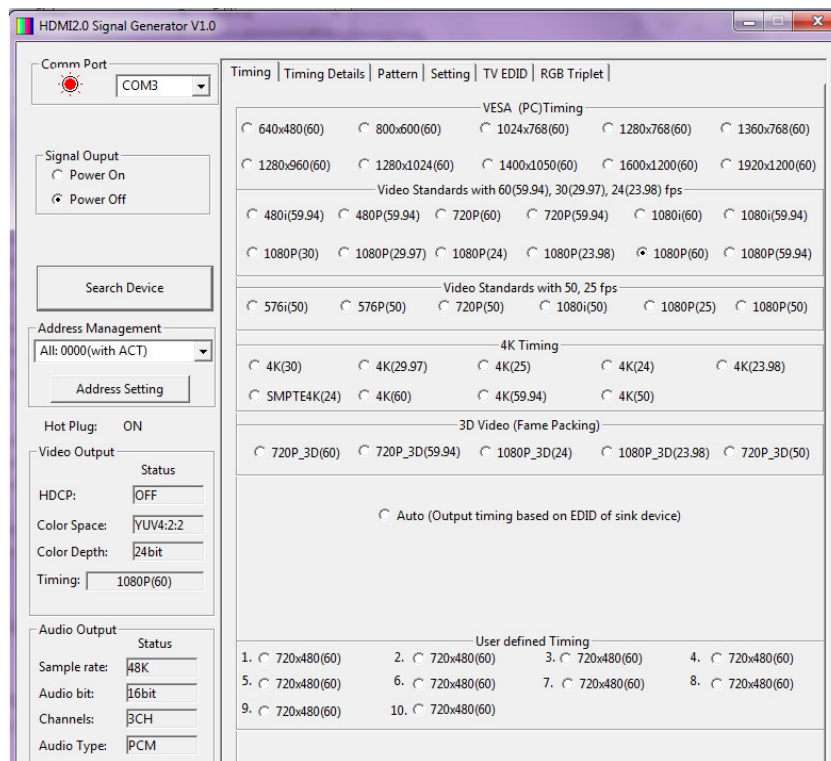 HDMI2.0 Signal Generator V1.0
Comm Port
COM3
Signal Ouput
Power On
Power Off
Search Device
Address Management
All: 0000(with ACT)
Address Setting
Hot Plug: ON
Video Output
Status
HDCP: OFF
Color Space: YUV4:2:2
Color Depth: 24bit
Timing: 1080P(60)
Audio Output
Status
Sample rate: 48K
Audio bit: 16bit
Channels: 3CH
Audio Type: PCM
Timing Timing Details Pattern Setting TV EDID RGB Triplet
VESA (PC)Timing
640x480(60) 800x600(60) 1024x768(60) 1280x768(60) 1360x768(60)
1280x960(60) 1280x1024(60) 1400x1050(60) 1600x1200(60) 1920x1200(60)
Video Standards with 60(59.94), 30(29.97), 24(23.98) fps
480i(59.94) 480P(59.94) 720P(60) 720P(59.94) 1080i(60) 1080i(59.94)
1080P(30) 1080P(29.97) 1080P(24) 1080P(23.98) 1080P(60) 1080P(59.94)
Video Standards with 50, 25 fps
576i(50) 576P(50) 720P(50) 1080i(50) 1080P(25) 1080P(50)
4K Timing
4K(30) 4K(29.97) 4K(25) 4K(24) 4K(23.98)
SMPTE4K(24) 4K(60) 4K(59.94) 4K(50)
3D Video (Fame Packing)
720P_3D(60) 720P_3D(59.94) 1080P_3D(24) 1080P_3D(23.98) 720P_3D(50)
Auto (Output timing based on EDID of sink device)
User defined Timing
1. 720x480(60) 2. 720x480(60) 3. 720x480(60) 4. 720x480(60)
5. 720x480(60) 6. 720x480(60) 7. 720x480(60) 8. 720x480(60)
9. 720x480(60) 10. 720x480(60)